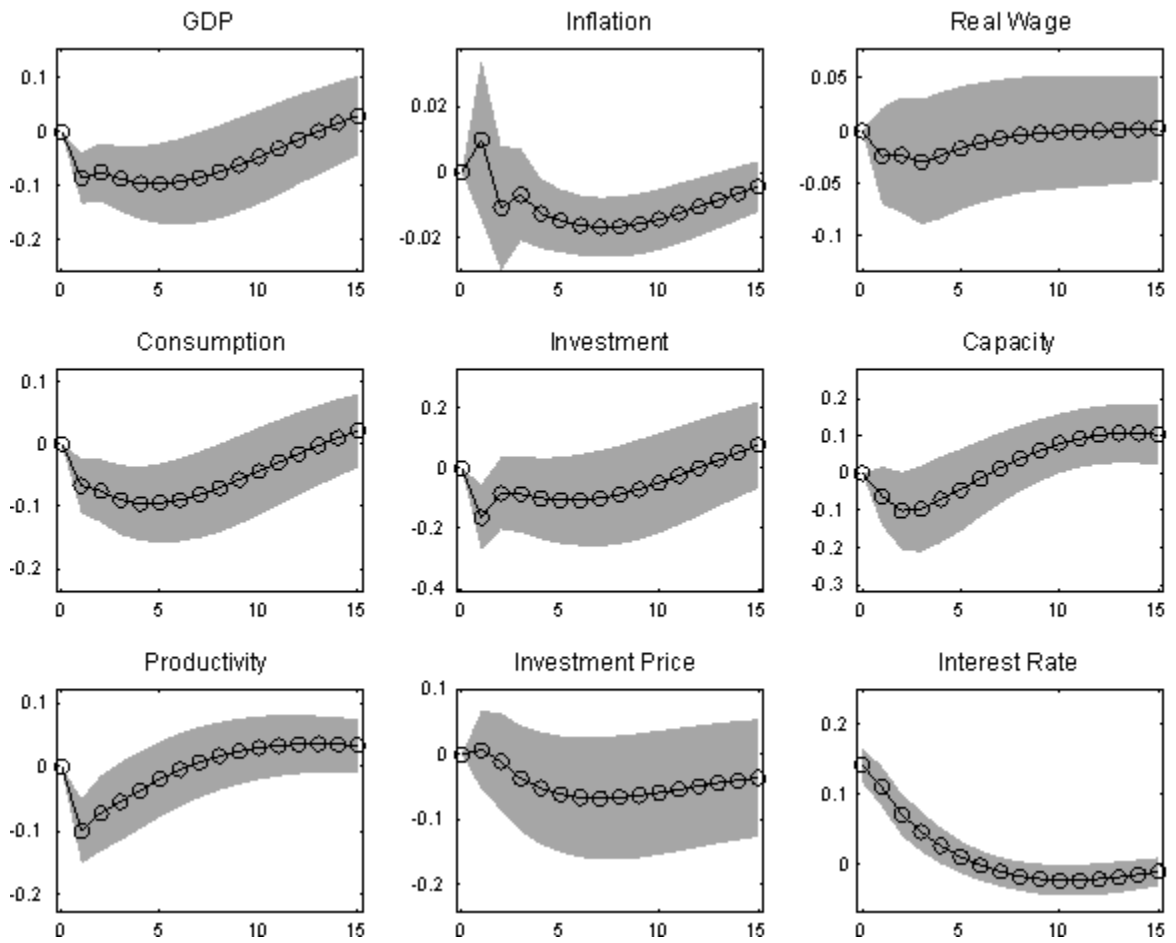 GDP
0.1
0
-0.1
-0.2
0 5 10 15
Inflation
0.02
0
-0.02
0 5 10 15
Real Wage
0.05
0
-0.05
-0.1
0 5 10 15
Consumption
0.1
0
-0.1
-0.2
0 5 10 15
Investment
0.2
0
-0.2
-0.4
0 5 10 15
Capacity
0.2
0.1
0
-0.1
-0.2
-0.3
0 5 10 15
Productivity
0.1
0
-0.1
-0.2
0 5 10 15
Investment Price
0.1
0
-0.1
-0.2
0 5 10 15
Interest Rate
0.2
0.1
0
0 5 10 15